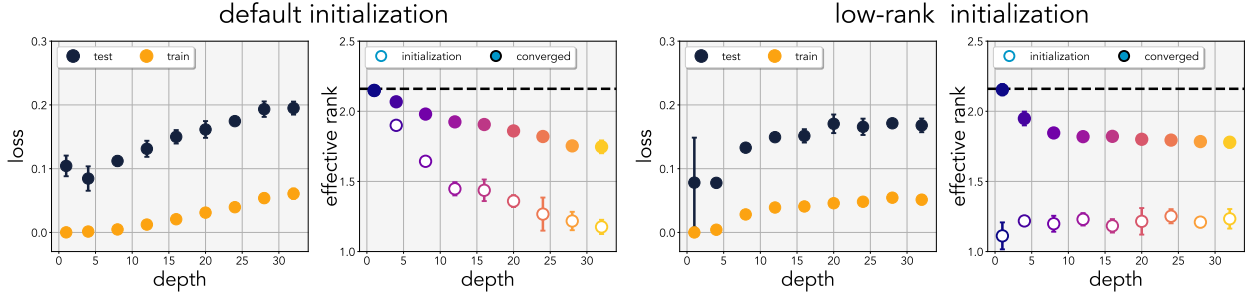 default initialization
low-rank initialization
test train
0.3
0.2
0.1
0.0
loss
0 5 10 15 20 25 30
depth
initialization converged
2.5
2.0
1.5
1.0
effective rank
0 5 10 15 20 25 30
depth
test train
0.3
0.2
0.1
0.0
loss
0 5 10 15 20 25 30
depth
initialization converged
2.5
2.0
1.5
1.0
effective rank
0 5 10 15 20 25 30
depth